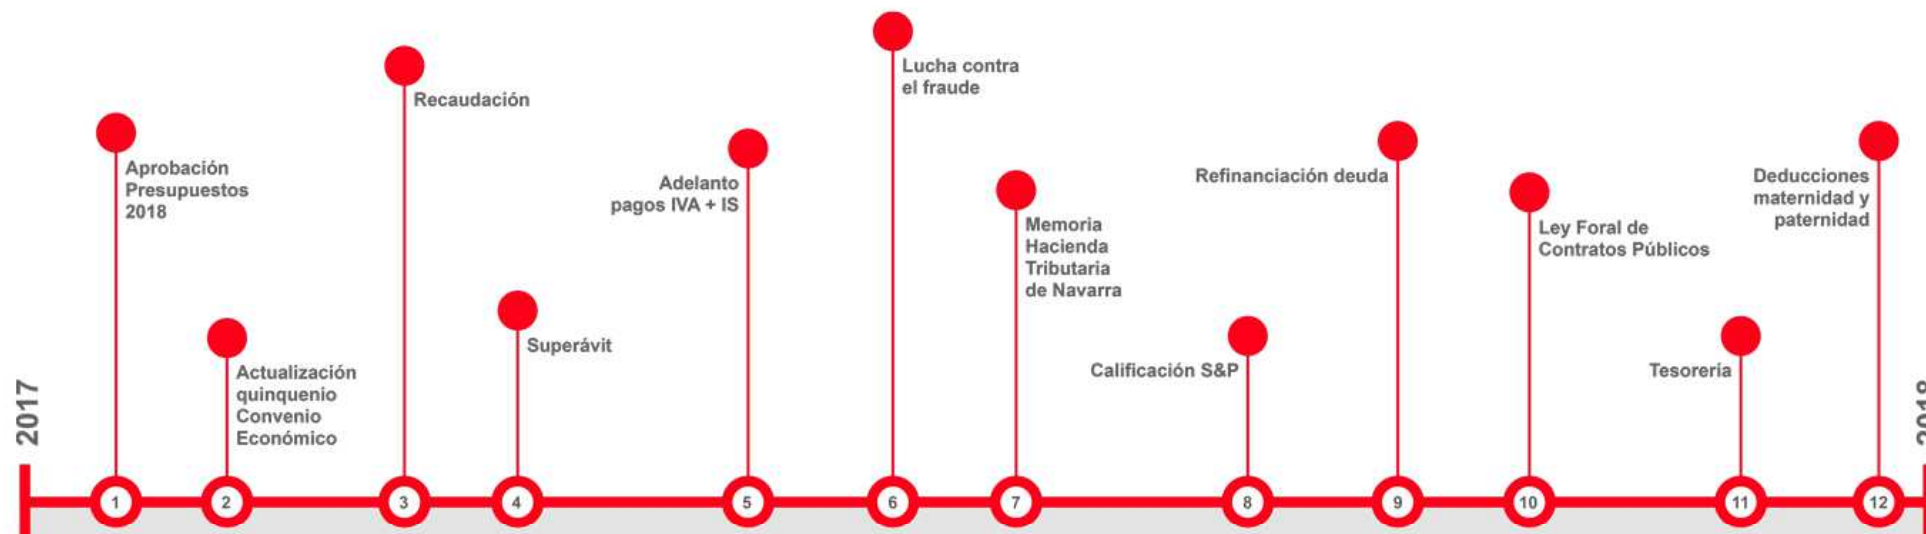 2017
Aprobación
Presupuestos
2018
Actualización
quinquenio
Convenio
Económico
Recaudación
Superávit
Adelanto
pagos IVA + IS
Lucha contra
el fraude
Memoria
Hacienda
Tributaria
de Navarra
Calificación S&P
Refinanciación deuda
Ley Foral de
Contratos Públicos
Tesorería
Deducciones
maternidad y
paternidad
2018
1 2 3 4 5 6 7 8 9 10 11 12